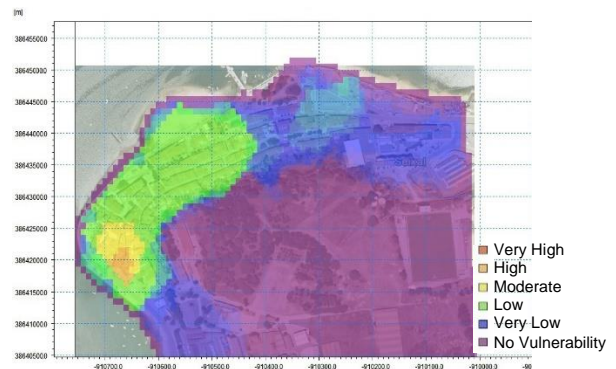 [m]
386455000
386450000
386445000
386440000
386435000
386430000
386425000
386420000
386415000
386410000
386405000
-910700.0 -910600.0 -910500.0 -910400.0 -910300.0 -910200.0 -910100.0 -910000.0
Very High
High
Moderate
Low
Very Low
No Vulnerability